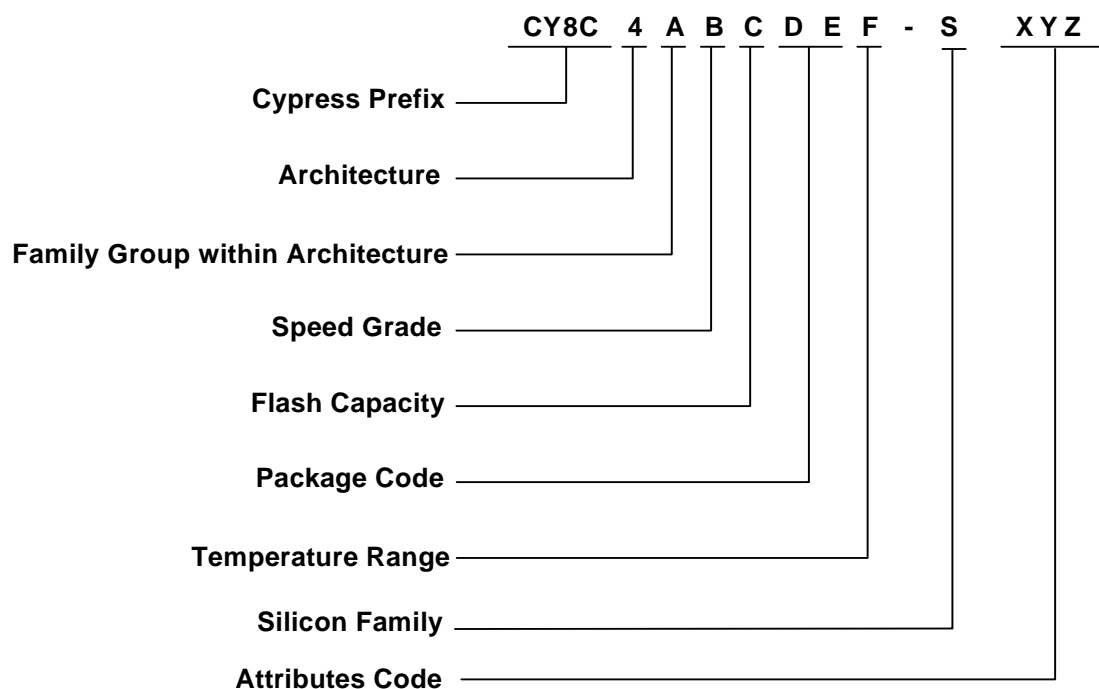 CY8C 4 A B C D E F - S X Y Z
Cypress Prefix
Architecture
Family Group within Architecture
Speed Grade
Flash Capacity
Package Code
Temperature Range
Silicon Family
Attributes Code